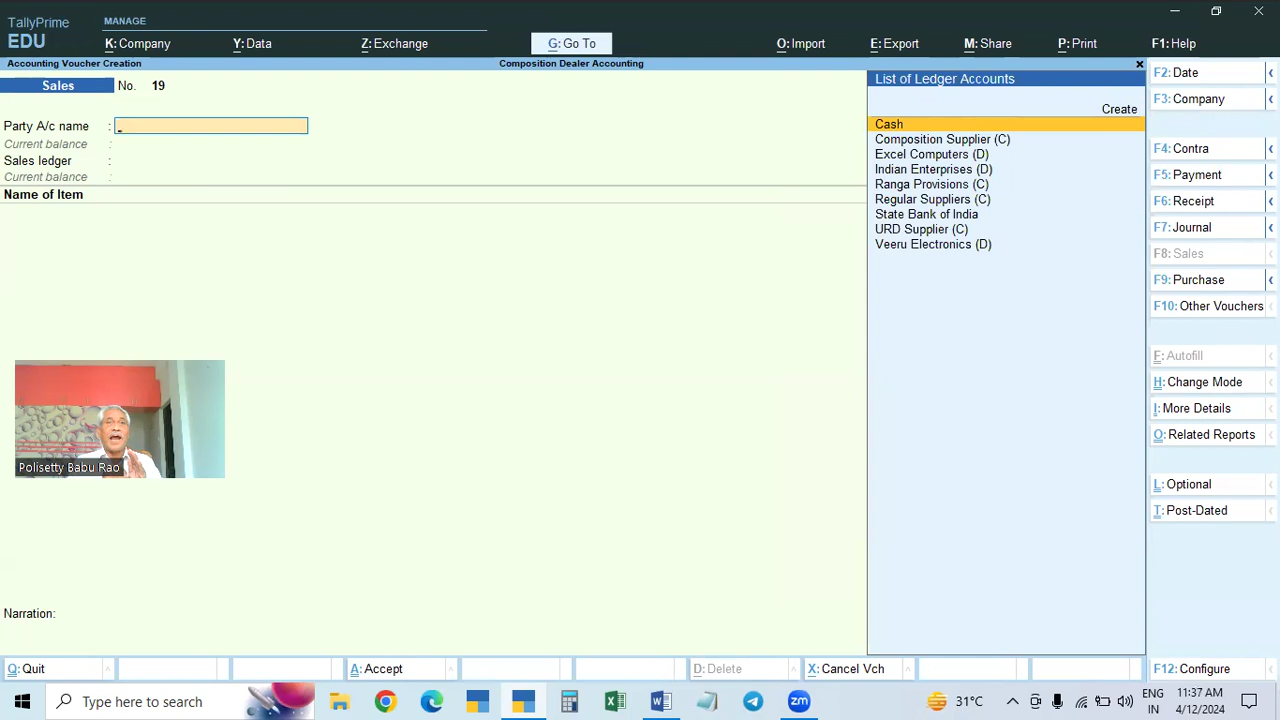 TallyPrime
EDU
MANAGE
K: Company
Y: Data
Z: Exchange
G: Go To
O: Import
E: Export
M: Share
P: Print
F1: Help
Accounting Voucher Creation
Composition Dealer Accounting
Sales No. 19
Party A/c name :
Current balance :
Sales ledger :
Current balance :
Name of Item
Polisetty Babu Rao
Narration:
List of Ledger Accounts
Create
Cash
Composition Supplier (C)
Excel Computers (D)
Indian Enterprises (D)
Ranga Provisions (C)
Regular Suppliers (C)
State Bank of India
URD Supplier (C)
Veeru Electronics (D)
F2: Date
F3: Company
F4: Contra
F5: Payment
F6: Receipt
F7: Journal
F8: Sales
F9: Purchase
F10: Other Vouchers
F: Autofill
H: Change Mode
I: More Details
O: Related Reports
L: Optional
T: Post-Dated
Q: Quit
A: Accept
D: Delete
X: Cancel Vch
F12: Configure
Type here to search
31°C
ENG
IN
11:37 AM
4/12/2024